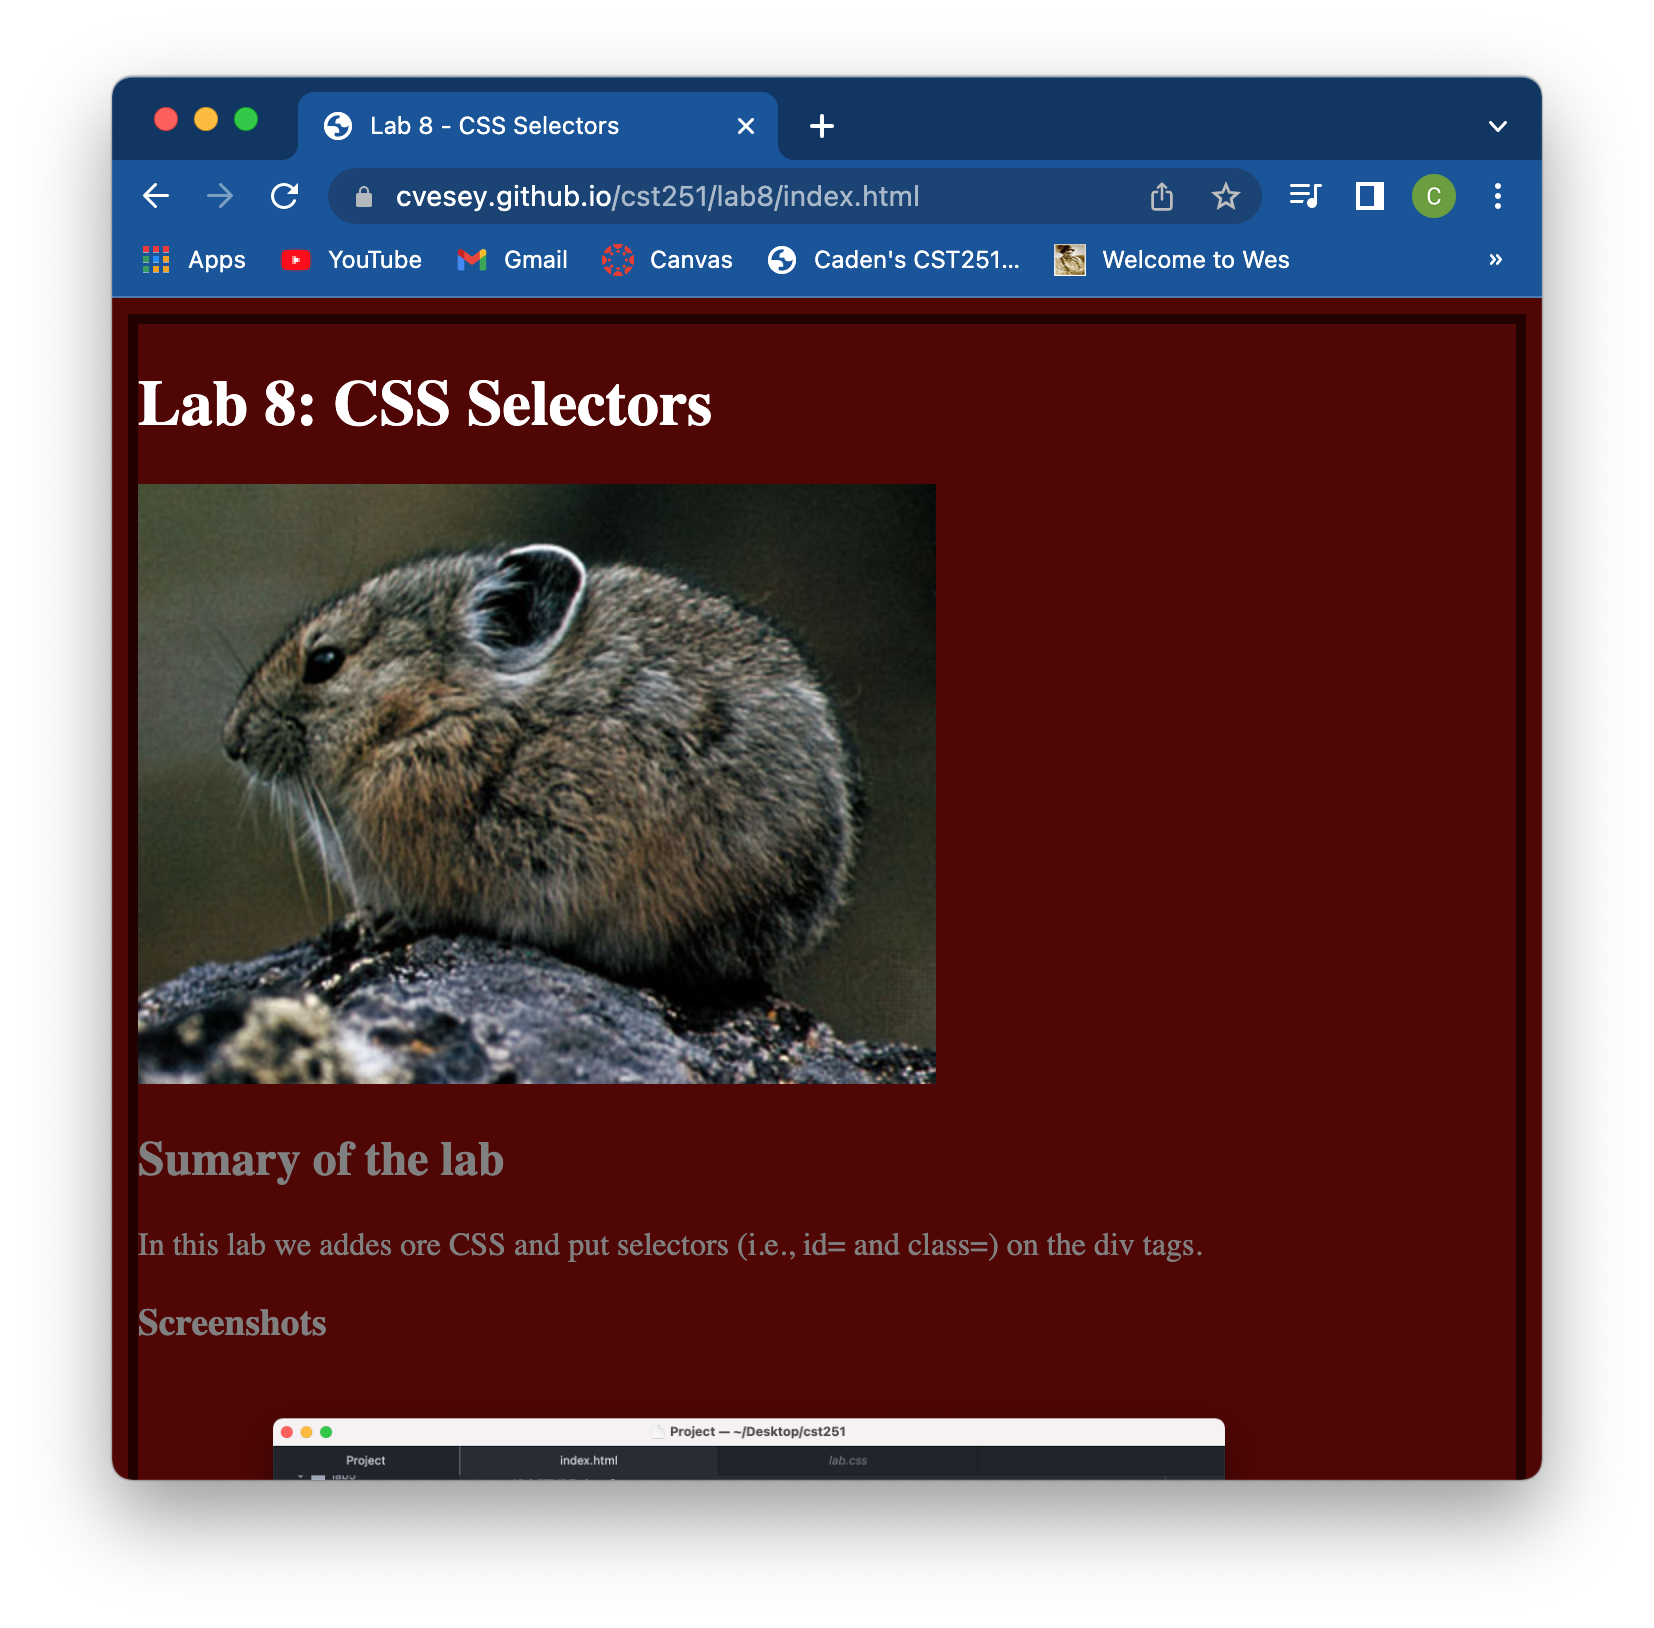 Lab 8 - CSS Selectors
cvesey.github.io/cst251/lab8/index.html
C
Apps YouTube Gmail Canvas Caden's CST251... Welcome to Wes »
Lab 8: CSS Selectors
Sumary of the lab
In this lab we addes ore CSS and put selectors (i.e., id= and class=) on the div tags.
Screenshots
Project — ~/Desktop/cst251
Project index.html lab.css